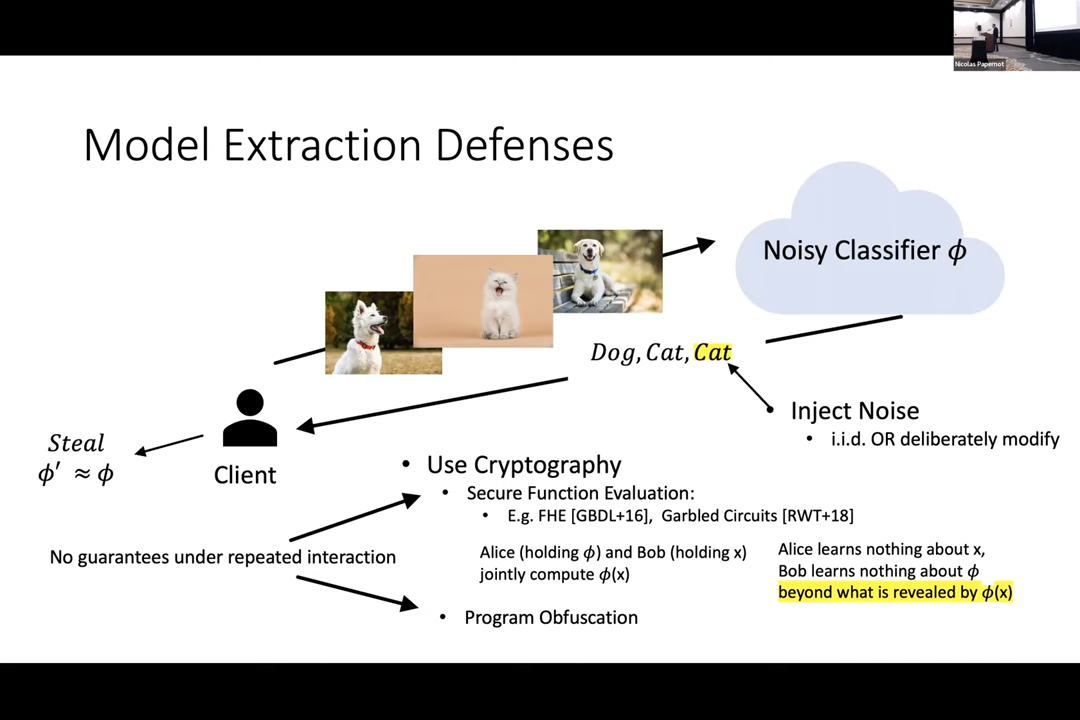 Nicolas Papernot
Model Extraction Defenses
Noisy Classifier ϕ
Dog, Cat, Cat
• Inject Noise
• i.i.d. OR deliberately modify
Steal
ϕ′ ≈ ϕ
Client
• Use Cryptography
• Secure Function Evaluation:
• E.g. FHE [GBDL+16], Garbled Circuits [RWT+18]
No guarantees under repeated interaction
Alice (holding ϕ) and Bob (holding x)
jointly compute ϕ(x)
Alice learns nothing about x,
Bob learns nothing about ϕ
beyond what is revealed by ϕ(x)
• Program Obfuscation